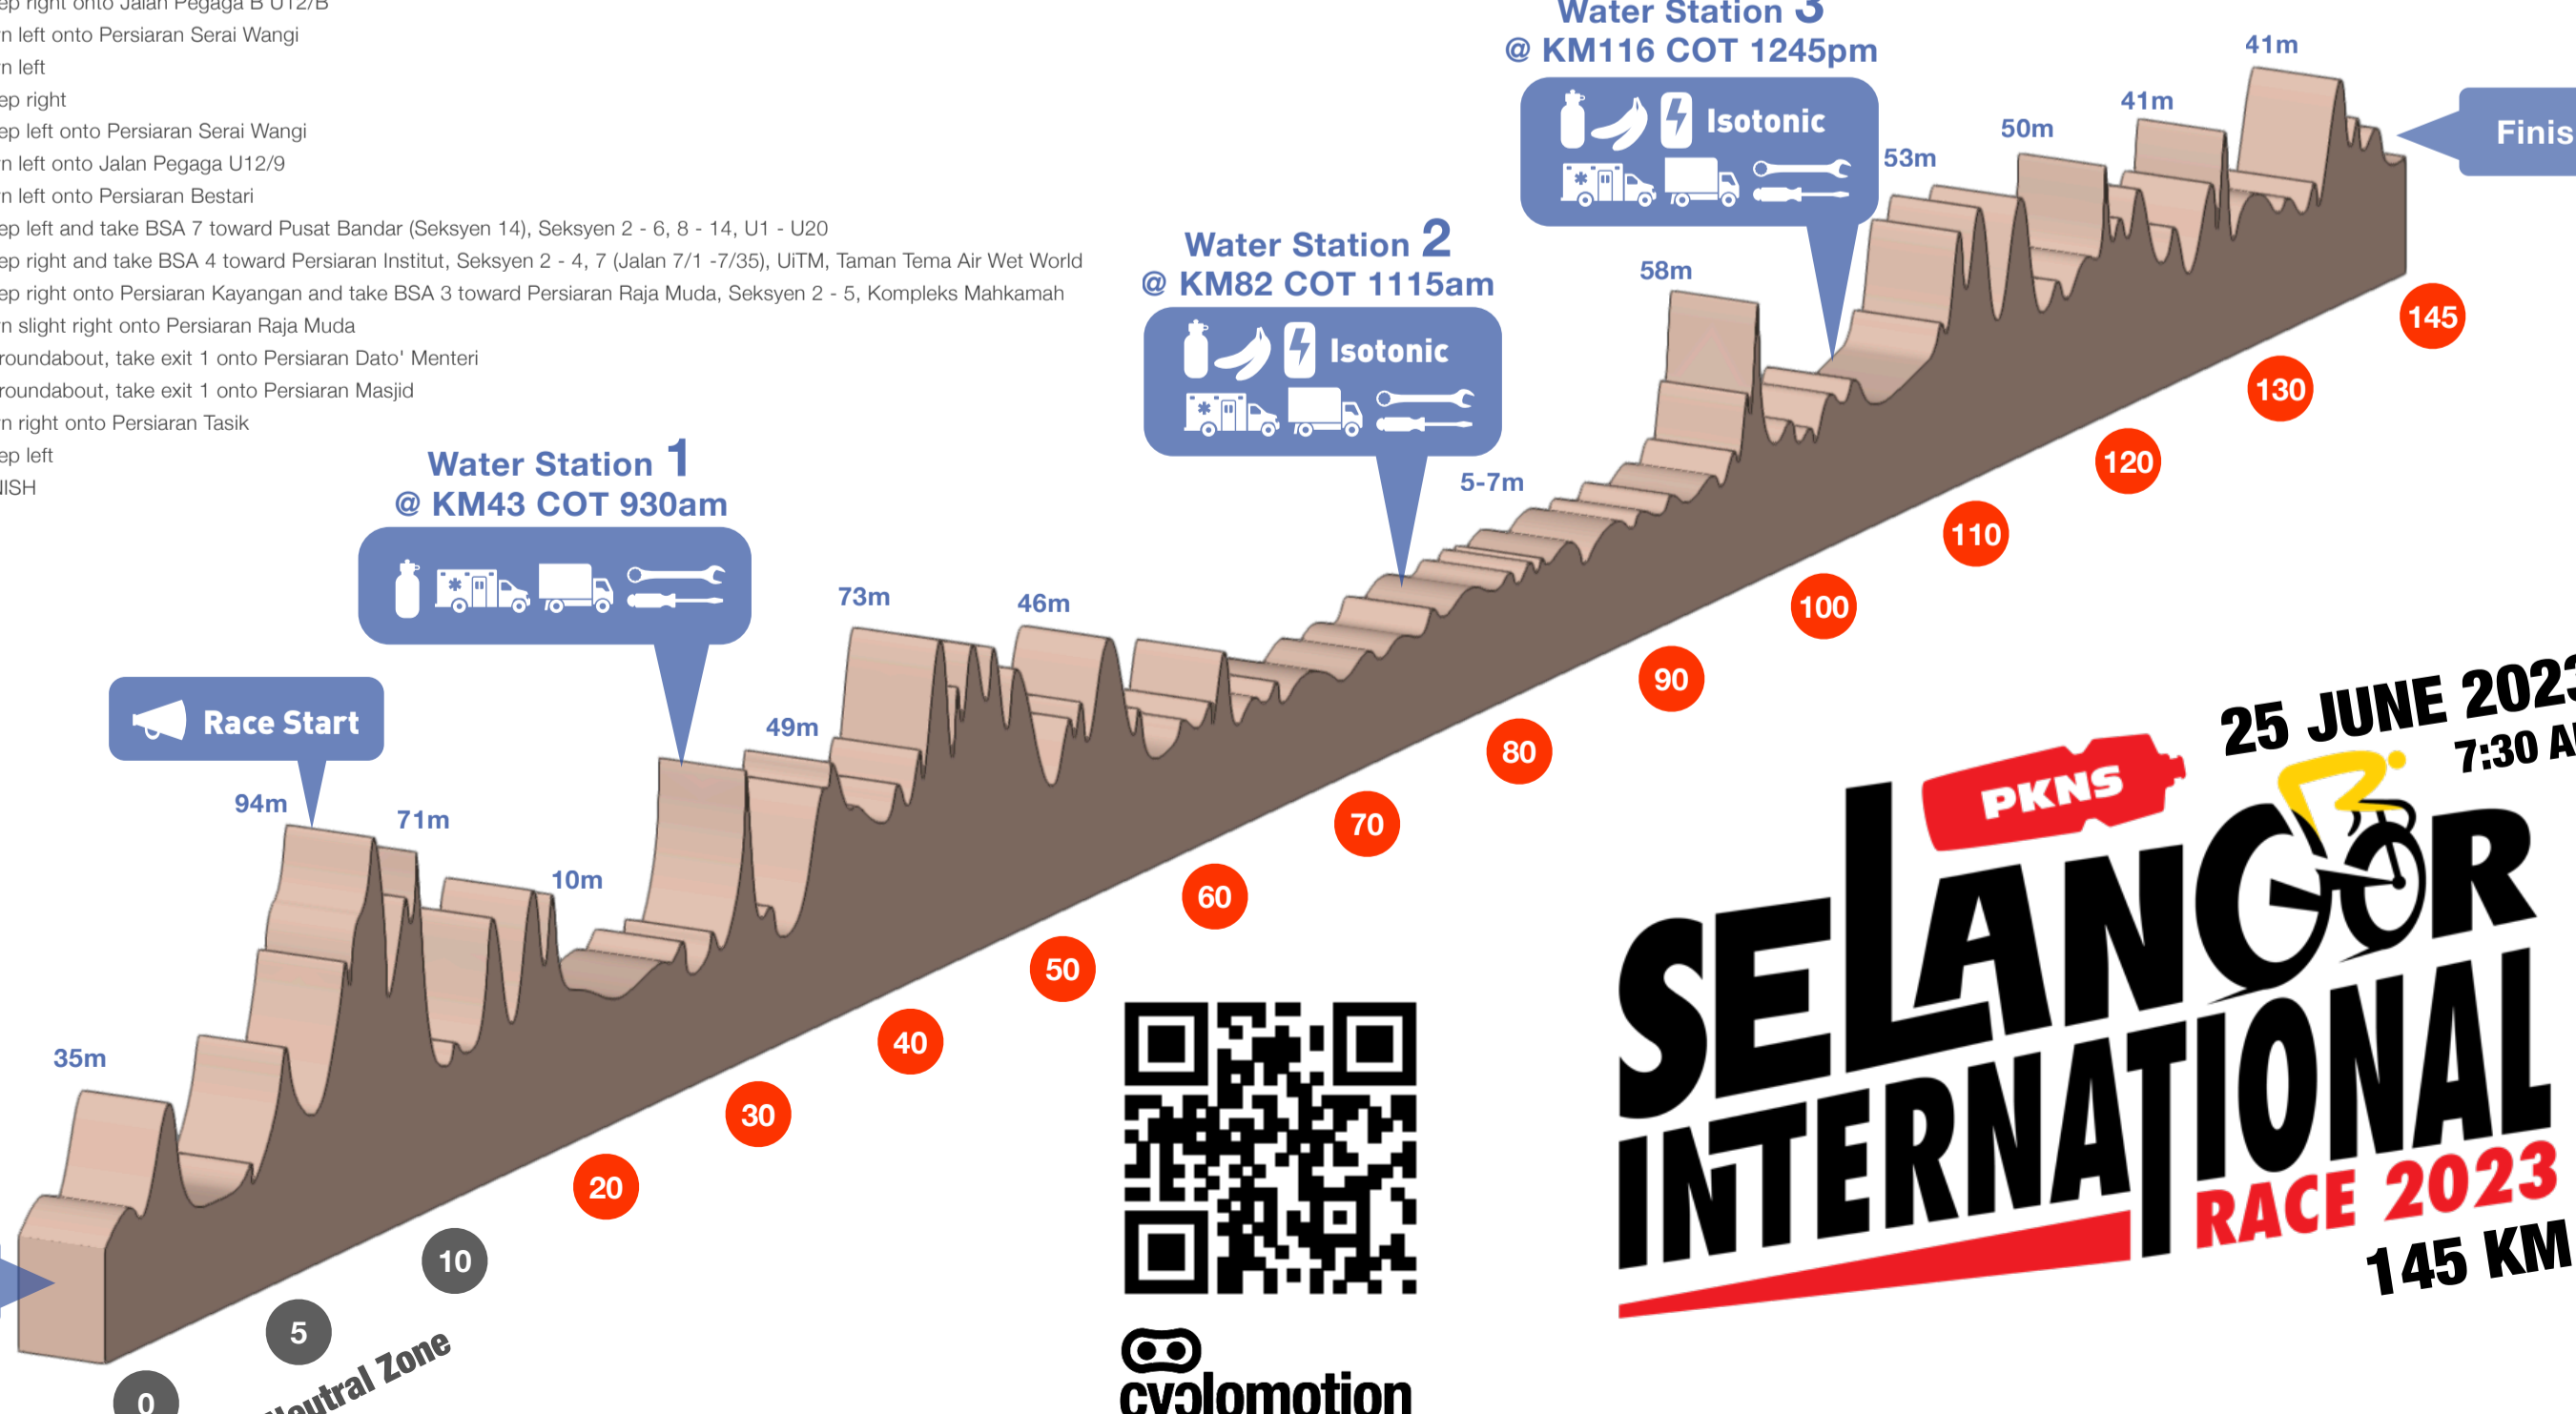 ep right onto Jalan Pegaga B U12/B
n left onto Persiaran Serai Wangi
n left
ep right
ep left onto Persiaran Serai Wangi
n left onto Jalan Pegaga U12/9
n left onto Persiaran Bestari
ep left and take BSA 7 toward Pusat Bandar (Seksyen 14), Seksyen 2 - 6, 8 - 14, U1 - U20
ep right and take BSA 4 toward Persiaran Institut, Seksyen 2 - 4, 7 (Jalan 7/1 -7/35), UiTM, Taman Tema Air Wet World
ep right onto Persiaran Kayangan and take BSA 3 toward Persiaran Raja Muda, Seksyen 2 - 5, Kompleks Mahkamah
n slight right onto Persiaran Raja Muda
roundabout, take exit 1 onto Persiaran Dato' Menteri
roundabout, take exit 1 onto Persiaran Masjid
n right onto Persiaran Tasik
ep left
NISH
Race Start
Water Station 1
@ KM43 COT 930am
Water Station 2
@ KM82 COT 1115am
Isotonic
Water Station 3
@ KM116 COT 1245pm
Isotonic
Finis
35m
94m
71m
10m
49m
73m
46m
5-7m
58m
53m
50m
41m
41m
0
5
10
20
30
40
50
60
70
80
90
100
110
120
130
145
Neutral Zone
25 JUNE 2023
7:30 A
PKNS
SELANGOR
INTERNATIONAL
RACE 2023
145 KM
cyclomotion